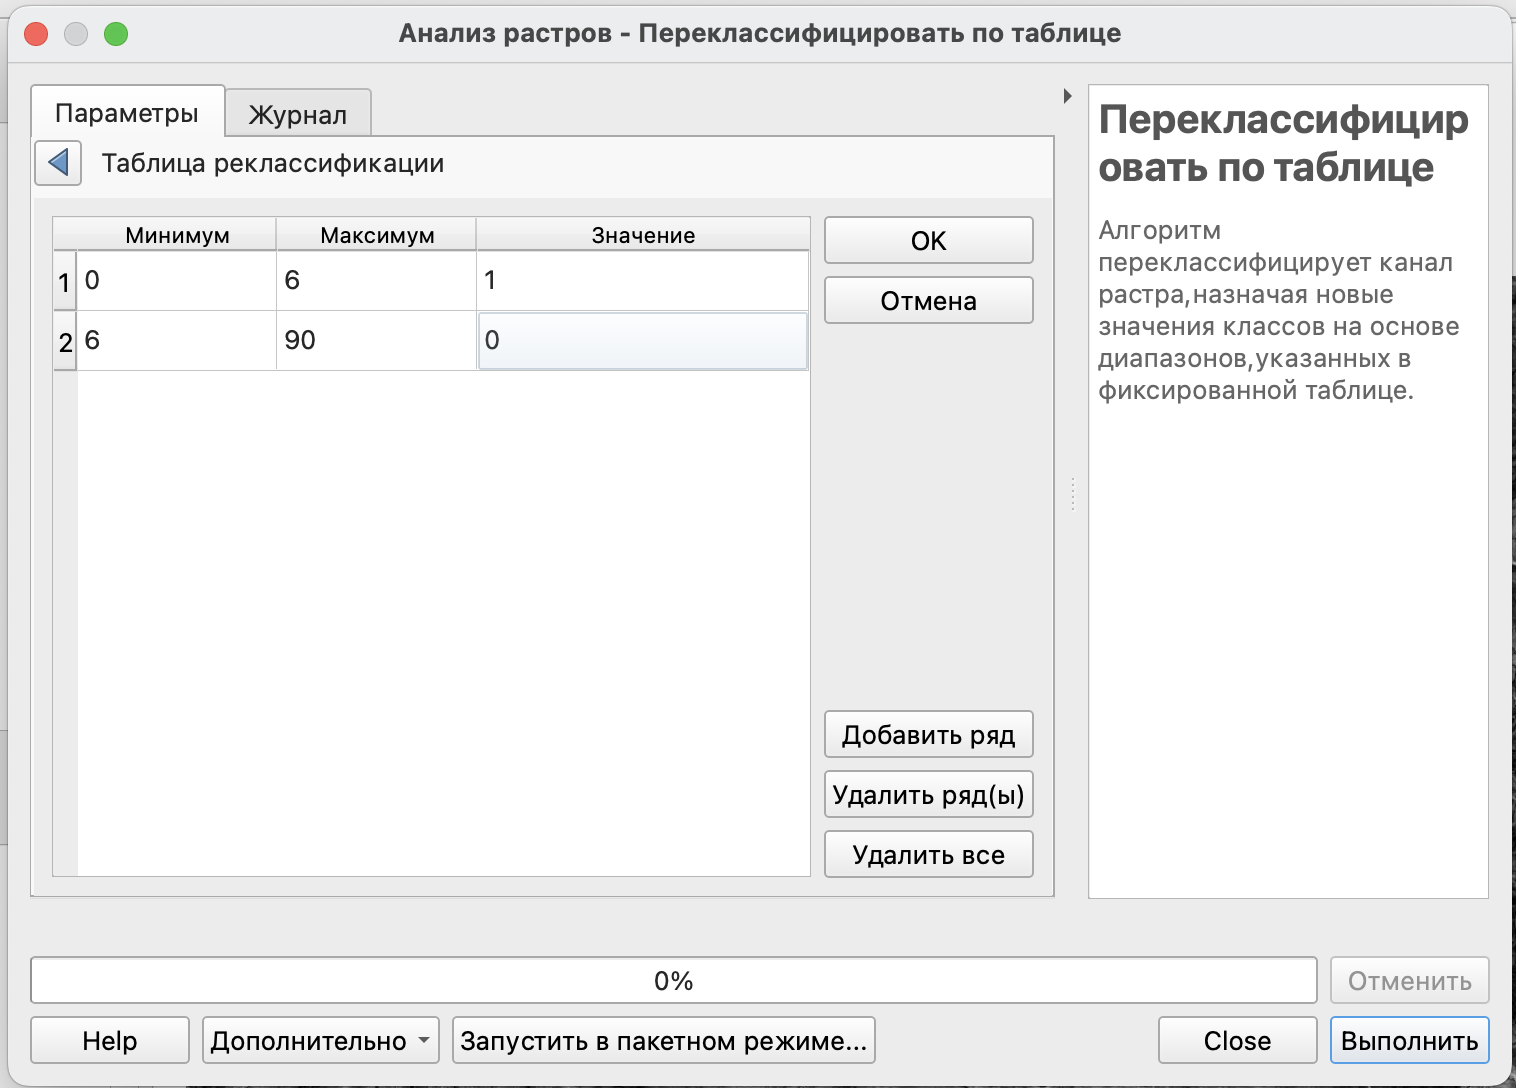 Анализ растров - Переклассифицировать по таблице
Параметры
Журнал
Таблица реклассификации
Минимум Максимум Значение
1 0 6 1
2 6 90 0
OK
Отмена
Добавить ряд
Удалить ряд(ы)
Удалить все
Переклассифицир
овать по таблице
Алгоритм
переклассифицирует канал
растра,назначая новые
значения классов на основе
диапазонов,указанных в
фиксированной таблице.
0%
Отменить
Help
Дополнительно
Запустить в пакетном режиме...
Close
Выполнить